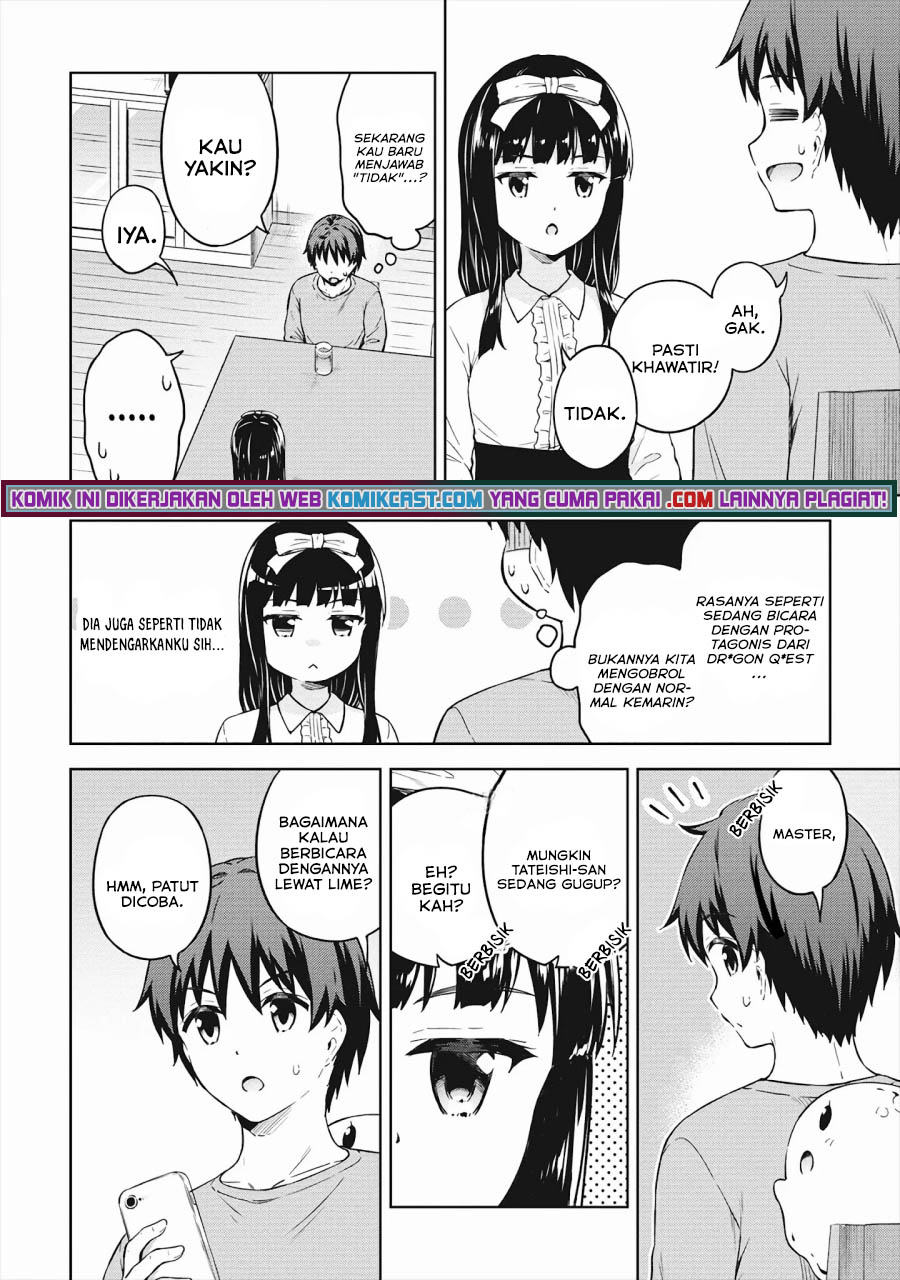 AH,
GAK.
PASTI
KHAWATIR!
TIDAK.
SEKARANG
KAU BARU
MENJAWAB
"TIDAK"...?
KAU
YAKIN?
IYA.
.....
KOMIK INI DIKERJAKAN OLEH WEB KOMIKCAST.COM YANG CUMA PAKAI .COM LAINNYA PLAGIAT!
RASANYA SEPERTI
SEDANG BICARA
DENGAN PRO-
TAGONIS DARI
DR*GON Q*EST
...
BUKANNYA KITA
MENGOBROL
DENGAN NOR-
MAL KEMARIN?
DIA JUGA SEPERTI TIDAK
MENDENGARKANKU SIH...
BERBISIK
MASTER,
MUNGKIN
TATEISHI-SAN
SEDANG GUGUP?
BERBISIK
EH?
BEGITU
KAH?
BERBISIK
BAGAIMANA
KALAU
BERBICARA
DENGANNYA
LEWAT LIME?
HMM, PATUT
DICOBA.